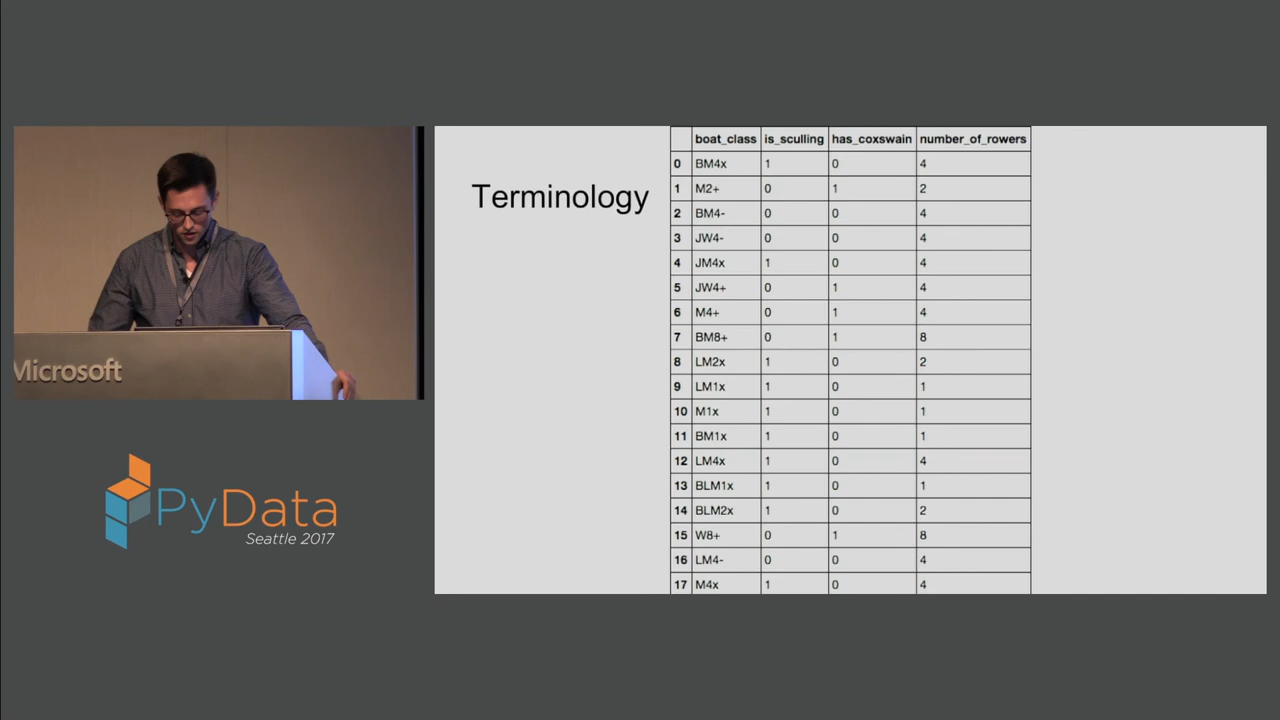 Microsoft
PyData
Seattle 2017
Terminology
boat_class is_sculling has_coxswain number_of_rowers
0 BM4x 1 0 4
1 M2+ 0 1 2
2 BM4- 0 0 4
3 JW4- 0 0 4
4 JM4x 1 0 4
5 JW4+ 0 1 4
6 M4+ 0 1 4
7 BM8+ 0 1 8
8 LM2x 1 0 2
9 LM1x 1 0 1
10 M1x 1 0 1
11 BM1x 1 0 1
12 LM4x 1 0 4
13 BLM1x 1 0 1
14 BLM2x 1 0 2
15 W8+ 0 1 8
16 LM4- 0 0 4
17 M4x 1 0 4